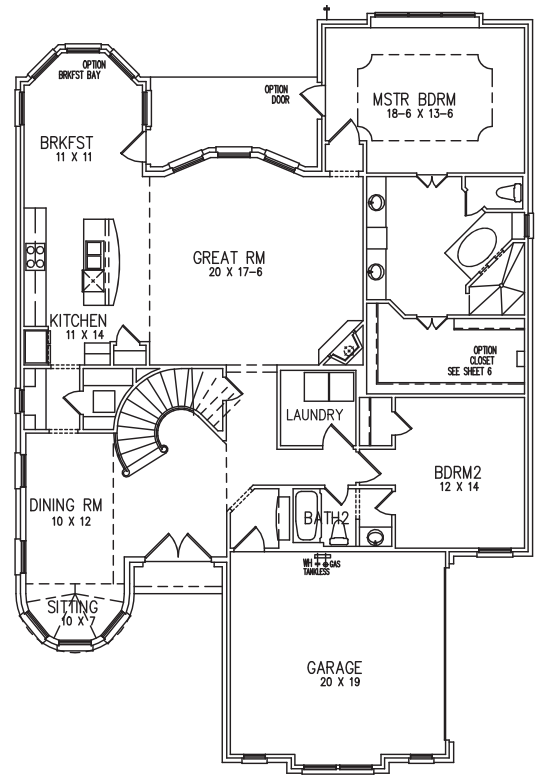 OPTION
BRKFST BAY
OPTION
DOOR
MSTR BDRM
18-6 X 13-6
BRKFST
11 X 11
GREAT RM
20 X 17-6
KITCHEN
11 X 14
OPTION
CLOSET
SEE SHEET 6
LAUNDRY
BDRM2
12 X 14
DINING RM
10 X 12
BATH2
WH
GAS
TANKLESS
SITTING
10 X 7
GARAGE
20 X 19